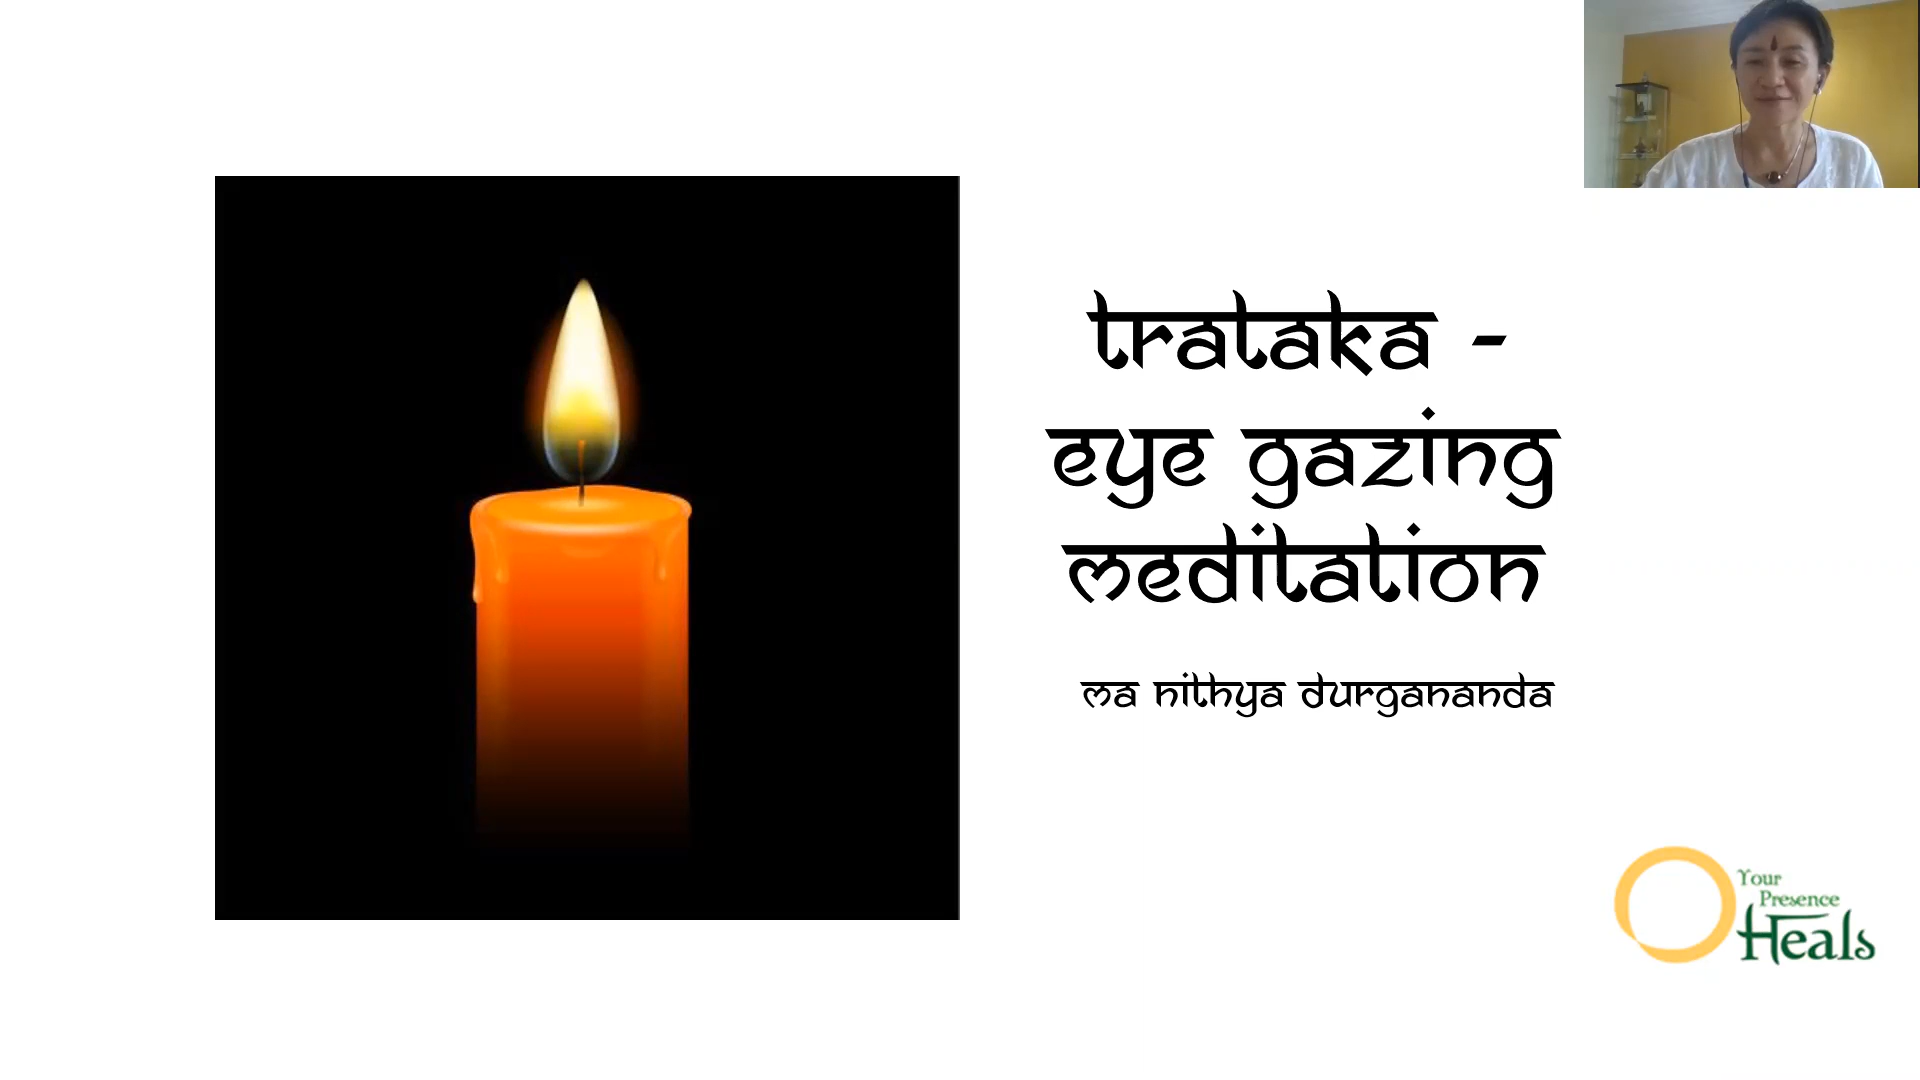 trataka -
eye gazing
meditation
ma nithya durgananda
Your
Presence
Heals